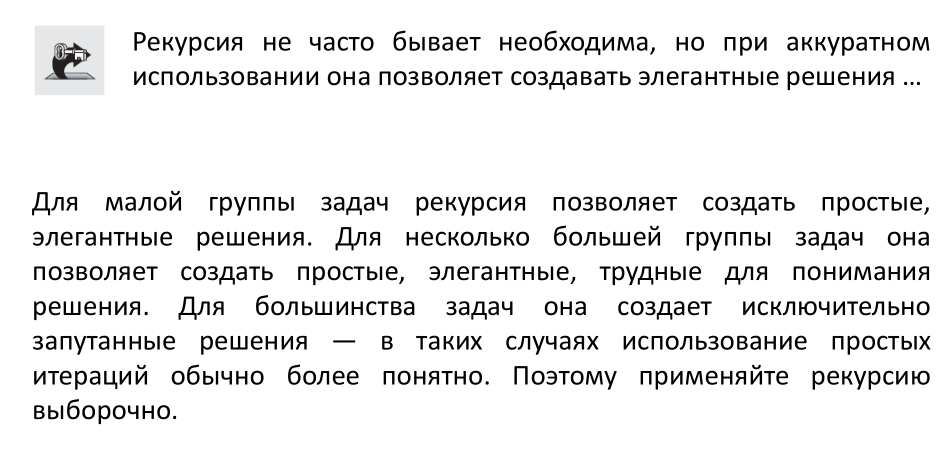 Рекурсия не часто бывает необходима, но при аккуратном
использовании она позволяет создавать элегантные решения ...
Для малой группы задач рекурсия позволяет создать простые,
элегантные решения. Для несколько большей группы задач она
позволяет создать простые, элегантные, трудные для понимания
решения. Для большинства задач она создает исключительно
запутанные решения — в таких случаях использование простых
итераций обычно более понятно. Поэтому применяйте рекурсию
выборочно.